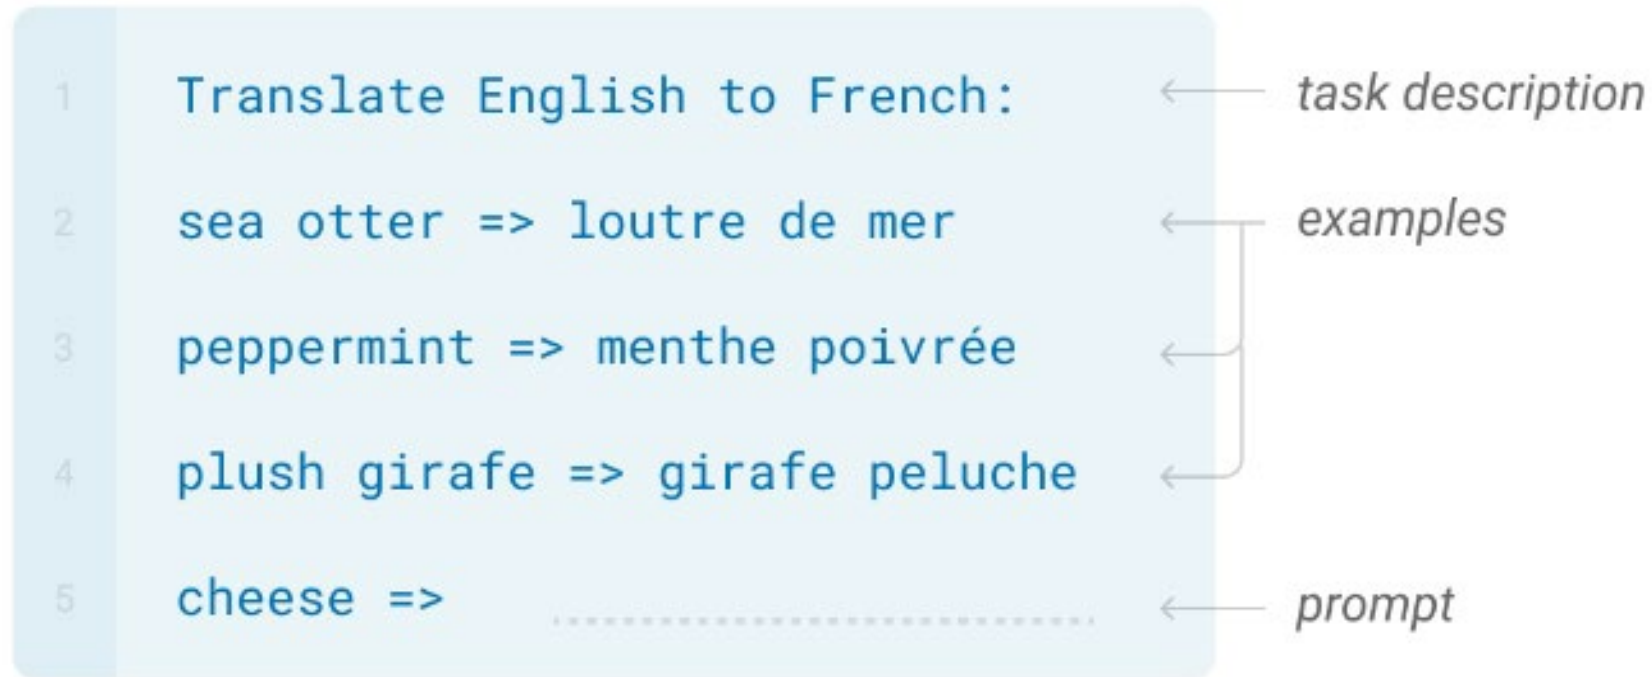 1 Translate English to French: task description
2 sea otter => loutre de mer examples
3 peppermint => menthe poivrée
4 plush girafe => girafe peluche
5 cheese => prompt